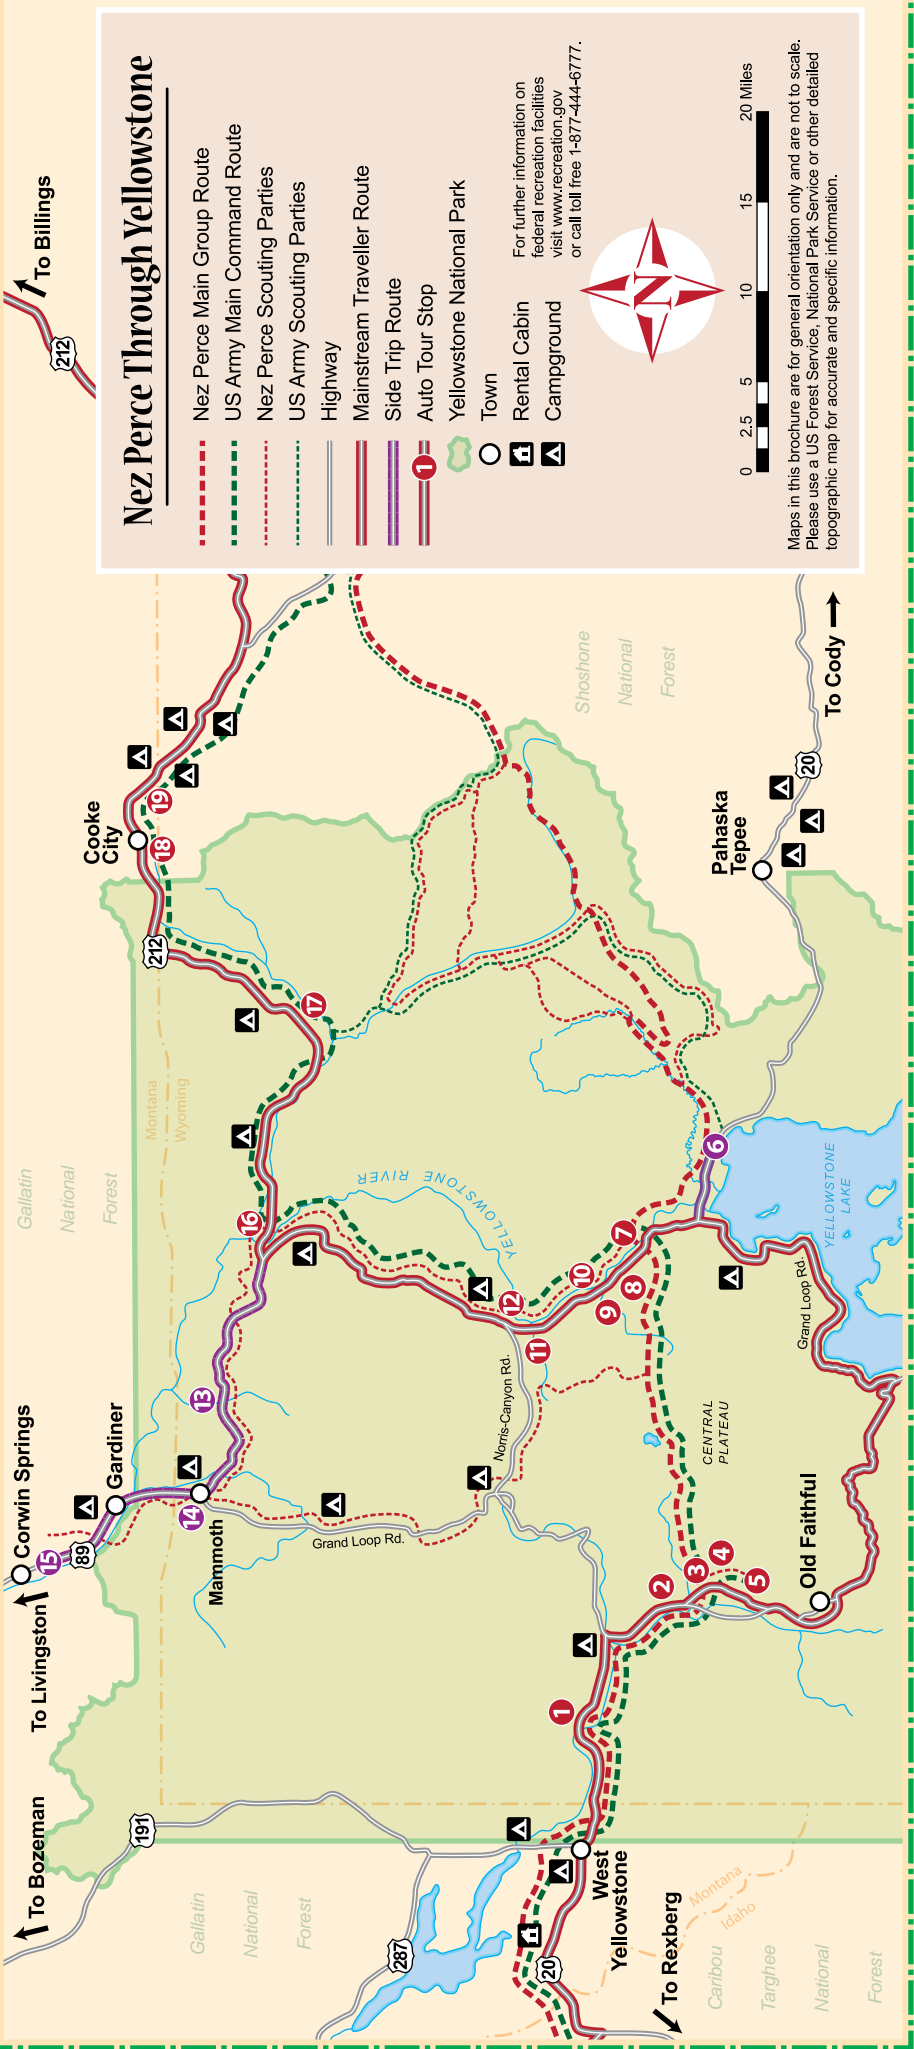 Nez Perce Through Yellowstone
Nez Perce Main Group Route
US Army Main Command Route
Nez Perce Scouting Parties
US Army Scouting Parties
Highway
Mainstream Traveller Route
Side Trip Route
1
Auto Tour Stop
Yellowstone National Park
Town
Rental Cabin
Campground
For further information on
federal recreation facilities
visit www.recreation.gov
or call toll free 1-877-444-6777.
N
0 2.5 5 10 15 20 Miles
Maps in this brochure are for general orientation only and are not to scale.
Please use a US Forest Service, National Park Service or other detailed
topographic map for accurate and specific information.
To Bozeman
191
To Livingston
Corwin Springs
15
89
Gardiner
14
Mammoth
13
Gallatin
National
Forest
Montana
Wyoming
16
17
212
Cooke
City
18
19
212
To Billings
Grand Loop Rd.
Norris-Canyon Rd.
YELLOWSTONE RIVER
12
11
10
9
8
7
6
Gallatin
National
Forest
287
20
West
Yellowstone
1
2
3
4
5
Old Faithful
CENTRAL
PLATEAU
Grand Loop Rd.
YELLOWSTONE
LAKE
Pahaska
Tepee
20
To Cody
Shoshone
National
Forest
Montana
Idaho
To Rexberg
Caribou
Targhee
National
Forest